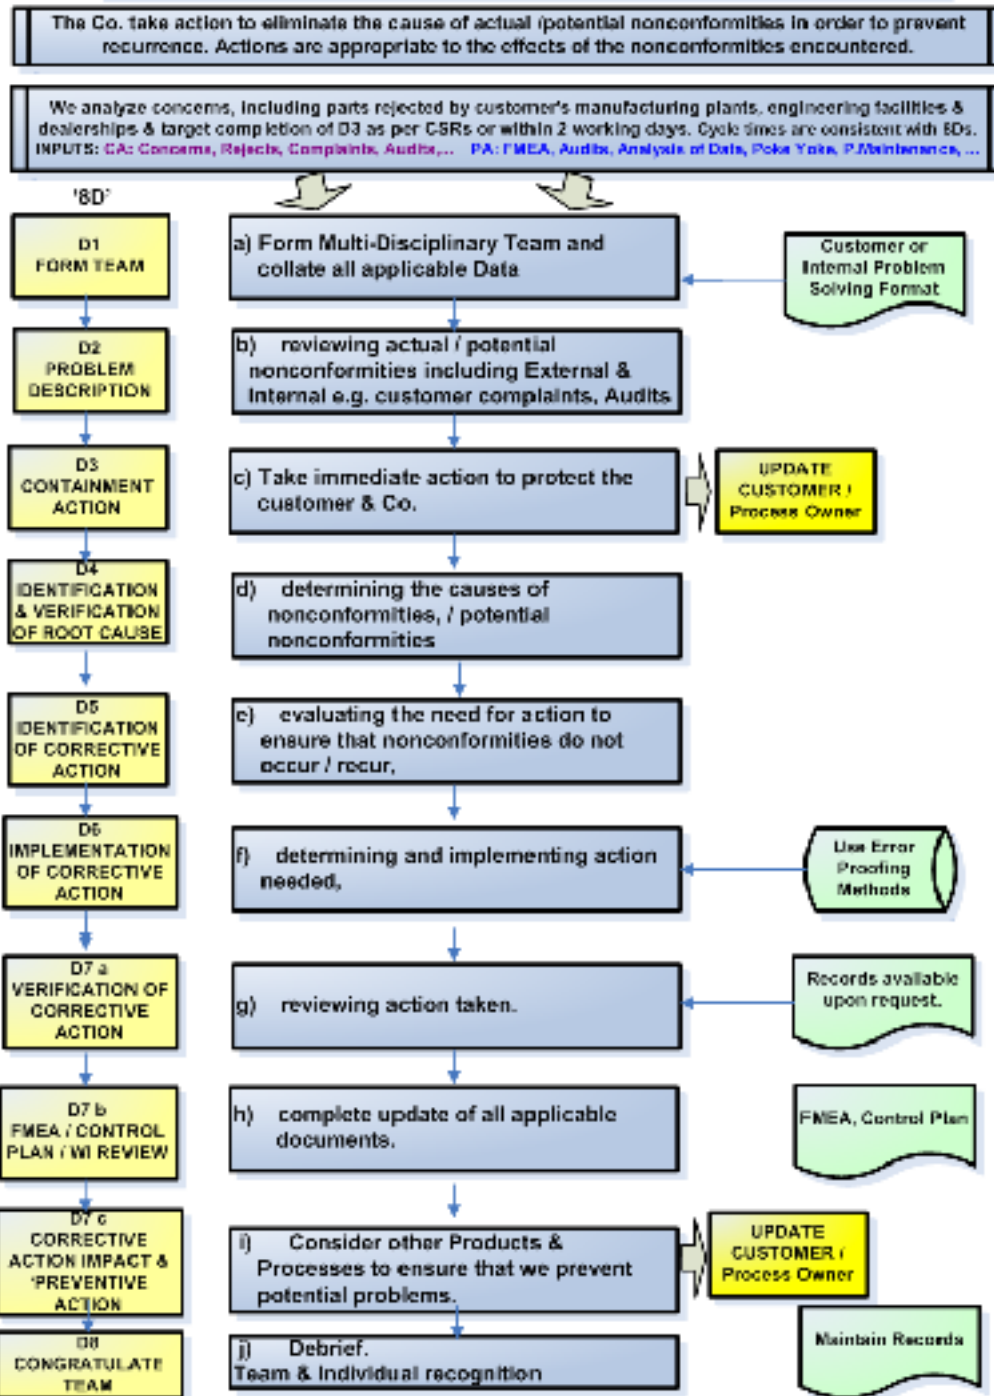 The Co. take action to eliminate the cause of actual /potential nonconformities in order to prevent
recurrence. Actions are appropriate to the effects of the nonconformities encountered.
We analyze concerns, including parts rejected by customer's manufacturing plants, engineering facilities &
dealerships & target completion of D3 as per CSRs or within 2 working days. Cycle times are consistent with 8Ds.
INPUTS: CA: Concerns, Rejects, Complaints, Audits,... PA: FMEA, Audits, Analysis of Data, Poke Yoke, P.Maintenance, ...
'8D'
D1
FORM TEAM
a) Form Multi-Disciplinary Team and
collate all applicable Data
Customer or
Internal Problem
Solving Format
D2
PROBLEM
DESCRIPTION
b) reviewing actual / potential
nonconformities including External &
Internal e.g. customer complaints, Audits
D3
CONTAINMENT
ACTION
c) Take immediate action to protect the
customer & Co.
UPDATE
CUSTOMER /
Process Owner
D4
IDENTIFICATION
& VERIFICATION
OF ROOT CAUSE
d) determining the causes of
nonconformities, / potential
nonconformities
D5
IDENTIFICATION
OF CORRECTIVE
ACTION
e) evaluating the need for action to
ensure that nonconformities do not
occur / recur,
D6
IMPLEMENTATION
OF CORRECTIVE
ACTION
f) determining and implementing action
needed,
Use Error
Proofing
Methods
D7 a
VERIFICATION OF
CORRECTIVE
ACTION
g) reviewing action taken.
Records available
upon request.
D7 b
FMEA / CONTROL
PLAN / WI REVIEW
h) complete update of all applicable
documents.
FMEA, Control Plan
D7 c
CORRECTIVE
ACTION IMPACT &
'PREVENTIVE
ACTION
i) Consider other Products &
Processes to ensure that we prevent
potential problems.
UPDATE
CUSTOMER /
Process Owner
D8
CONGRATULATE
TEAM
j) Debrief.
Team & Individual recognition
Maintain Records